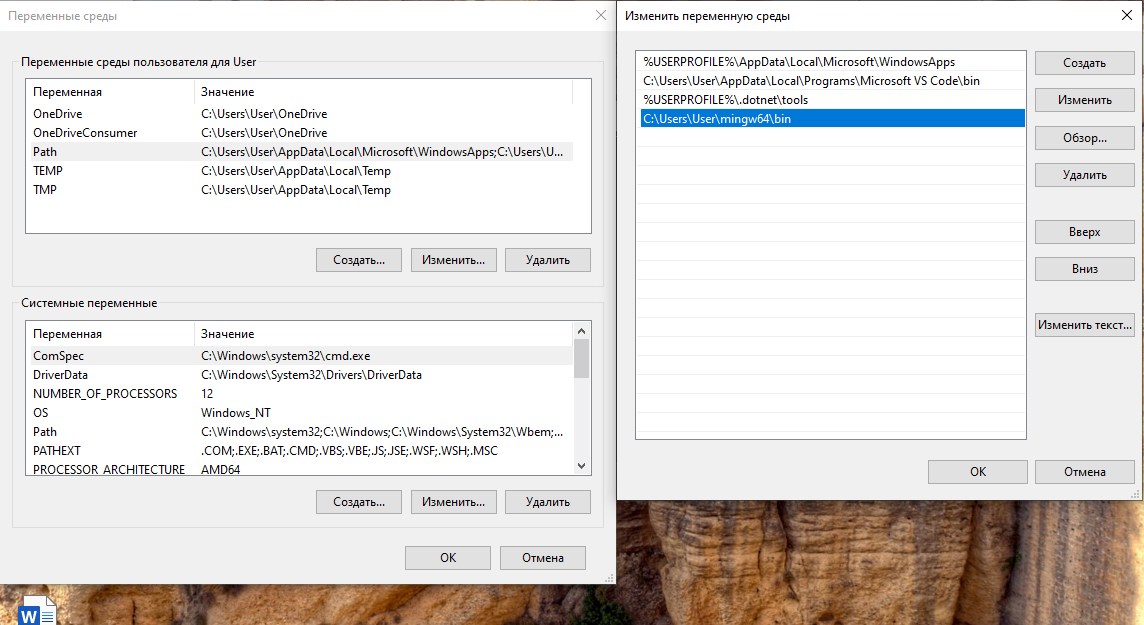 Переменные среды
Переменные среды пользователя для User
Переменная Значение
OneDrive C:\Users\User\OneDrive
OneDriveConsumer C:\Users\User\OneDrive
Path C:\Users\User\AppData\Local\Microsoft\WindowsApps;C:\Users\U...
TEMP C:\Users\User\AppData\Local\Temp
TMP C:\Users\User\AppData\Local\Temp
Создать... Изменить... Удалить
Системные переменные
Переменная Значение
ComSpec C:\Windows\system32\cmd.exe
DriverData C:\Windows\System32\Drivers\DriverData
NUMBER_OF_PROCESSORS 12
OS Windows_NT
Path C:\Windows\system32;C:\Windows;C:\Windows\System32\Wbem;...
PATHEXT .COM;.EXE;.BAT;.CMD;.VBS;.VBE;.JS;.JSE;.WSF;.WSH;.MSC
PROCESSOR_ARCHITECTURE AMD64
Создать... Изменить... Удалить
OK Отмена
W
Изменить переменную среды
%USERPROFILE%\AppData\Local\Microsoft\WindowsApps
C:\Users\User\AppData\Local\Programs\Microsoft VS Code\bin
%USERPROFILE%\.dotnet\tools
C:\Users\User\mingw64\bin
Создать
Изменить
Обзор...
Удалить
Вверх
Вниз
Изменить текст...
OK Отмена